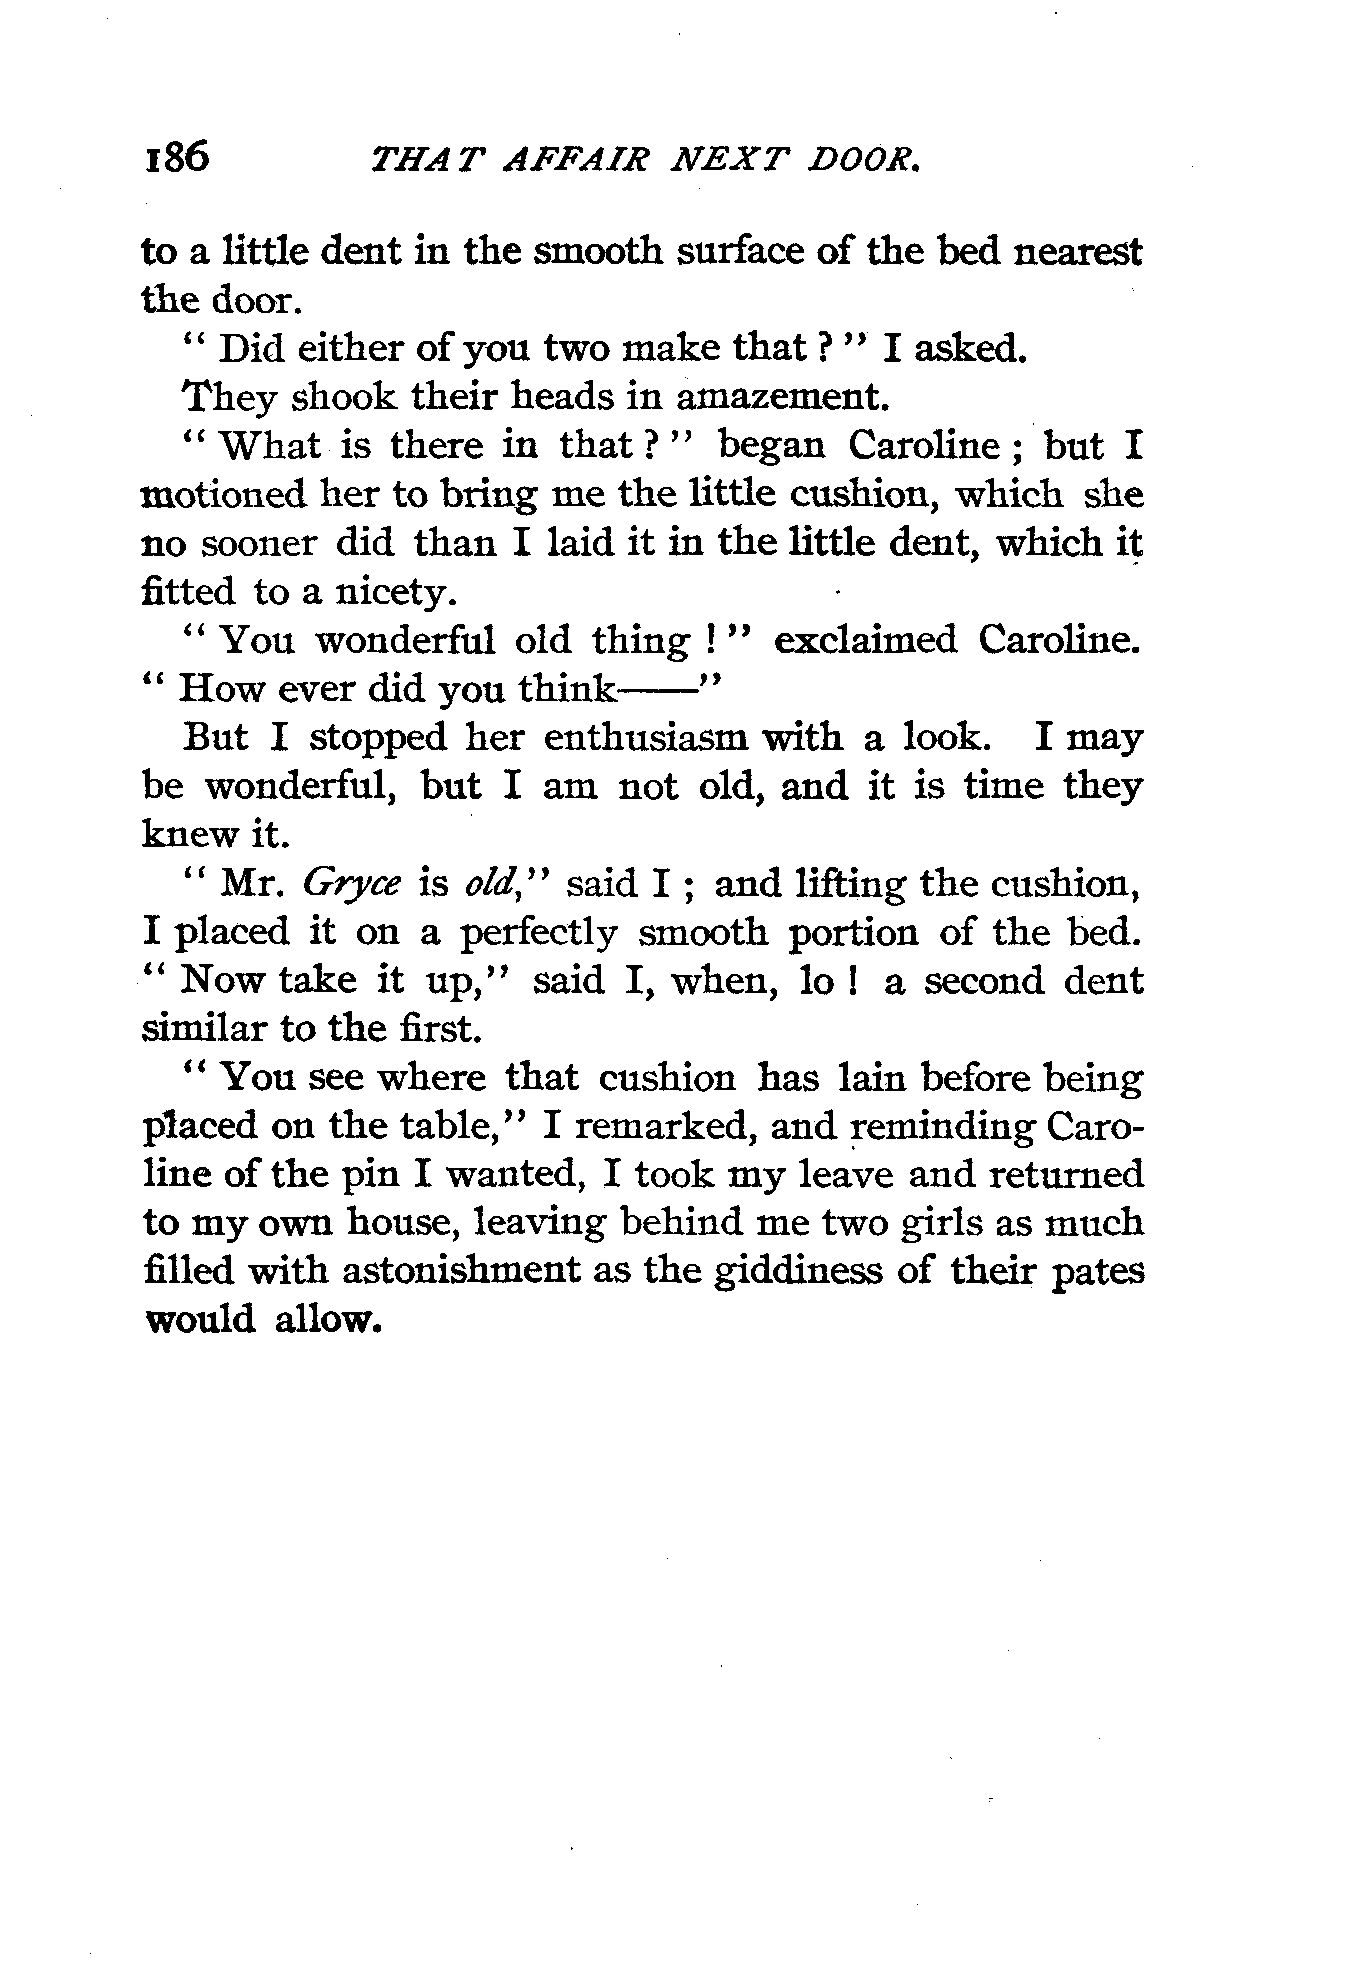 186 THAT AFFAIR NEXT DOOR.
to a little dent in the smooth surface of the bed nearest
the door.
“ Did either of you two make that ? ” I asked.
They shook their heads in amazement.
“ What is there in that ? ” began Caroline ; but I
motioned her to bring me the little cushion, which she
no sooner did than I laid it in the little dent, which it
fitted to a nicety.
“ You wonderful old thing ! ” exclaimed Caroline.
“ How ever did you think——”
But I stopped her enthusiasm with a look. I may
be wonderful, but I am not old, and it is time they
knew it.
“ Mr. Gryce is old,” said I ; and lifting the cushion,
I placed it on a perfectly smooth portion of the bed.
“ Now take it up,” said I, when, lo ! a second dent
similar to the first.
“ You see where that cushion has lain before being
placed on the table,” I remarked, and reminding Caro-
line of the pin I wanted, I took my leave and returned
to my own house, leaving behind me two girls as much
filled with astonishment as the giddiness of their pates
would allow.